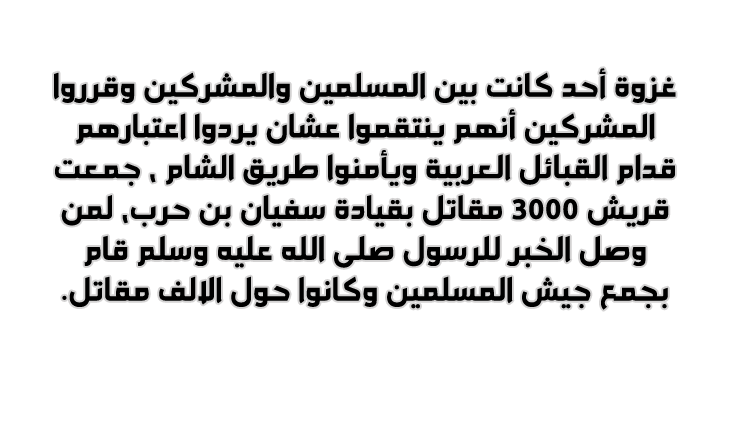 غزوة أحد كانت بين المسلمين والمشركين وقرروا
المشركين أنهم ينتقموا عشان يردوا اعتبارهم
قدام القبائل العربية ويأمنوا طريق الشام , جمعت
قريش 3000 مقاتل بقيادة سفيان بن حرب, لمن
وصل الخبر للرسول صلى الله عليه وسلم قام
بجمع جيش المسلمين وكانوا حول الالف مقاتل.